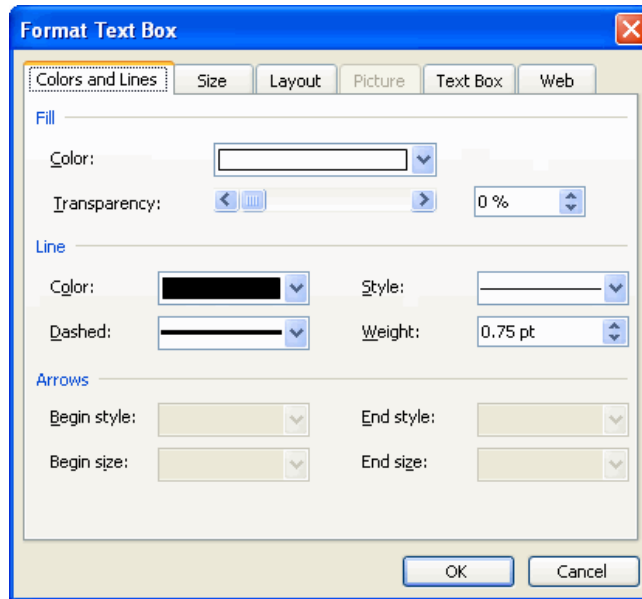 Format Text Box
Colors and Lines Size Layout Picture Text Box Web
Fill
Color:
Transparency: 0 %
Line
Color: Style:
Dashed: Weight: 0.75 pt
Arrows
Begin style: End style:
Begin size: End size:
OK Cancel